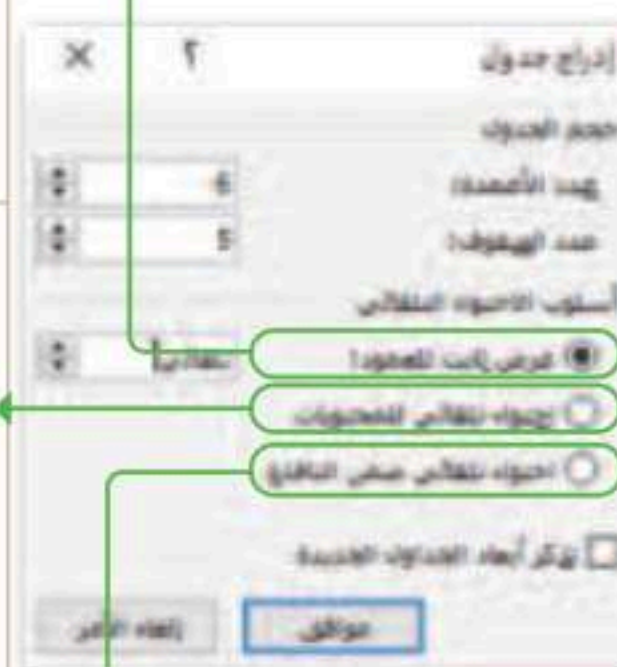 إدراج جدول ؟ ×
حجم الجدول
عدد الأعمدة: 6
عدد الصفوف: 5
أسلوب الاحتواء التلقائي
عرض ثابت للعمود: تلقائي
احتواء تلقائي للمحتويات
احتواء تلقائي ضمن النافذة
تذكر أبعاد الجداول الجديدة
موافق
إلغاء الأمر